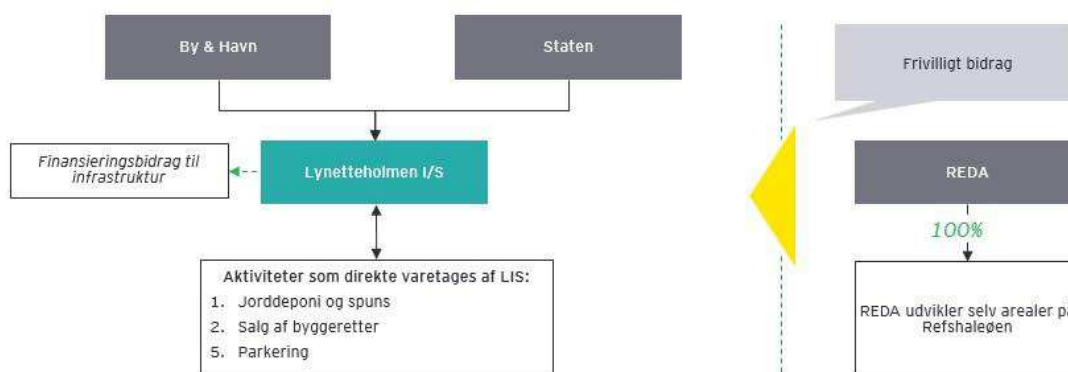 By & Havn
Staten
Frivilligt bidrag
Finansieringsbidrag til
infrastruktur
Lynetteholmen I/S
REDA
100%
Aktiviteter som direkte varetages af LIS:
1. Jorddeponi og spuns
2. Salg af byggeretter
5. Parkering
REDA udvikler selv arealer på
Refshaleøen